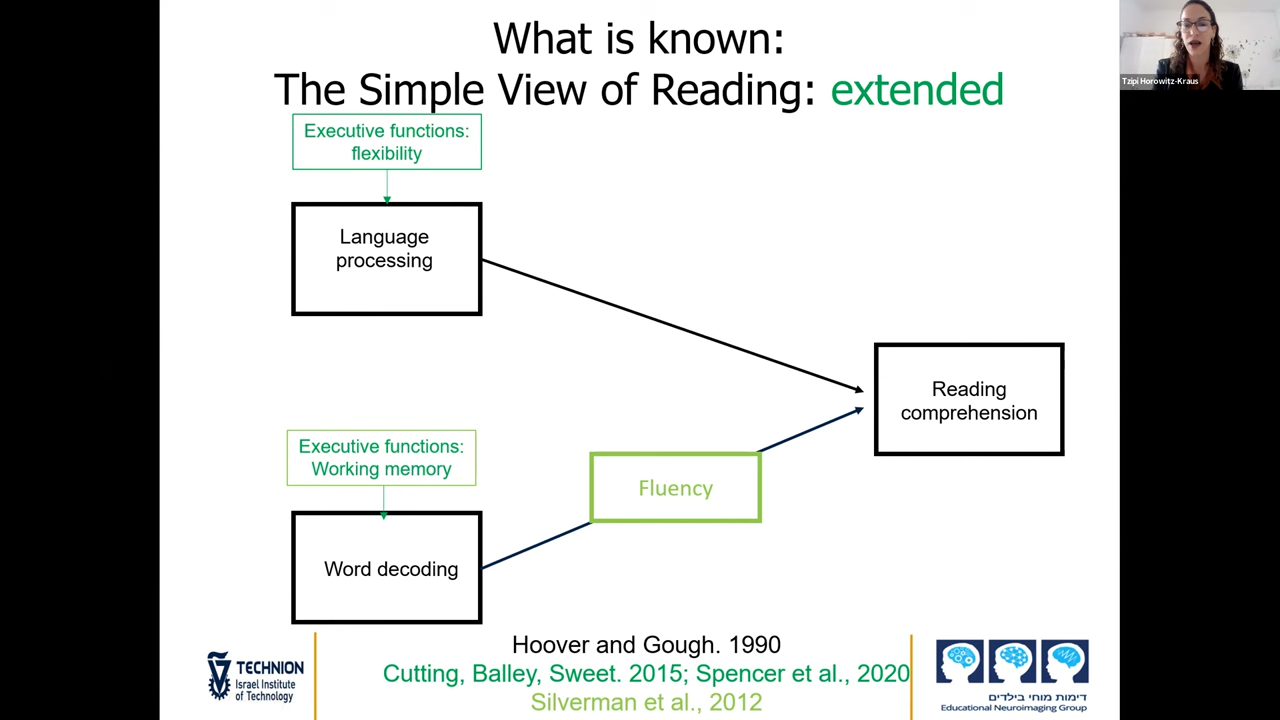 What is known:
The Simple View of Reading: extended
Tzipi Horowitz-Kraus
Executive functions:
flexibility
Language
processing
Reading
comprehension
Executive functions:
Working memory
Fluency
Word decoding
Hoover and Gough. 1990
Cutting, Balley, Sweet. 2015; Spencer et al., 2020
Silverman et al., 2012
TECHNION
Israel Institute
of Technology
דימות מוחי בילדים
Educational Neuroimaging Group